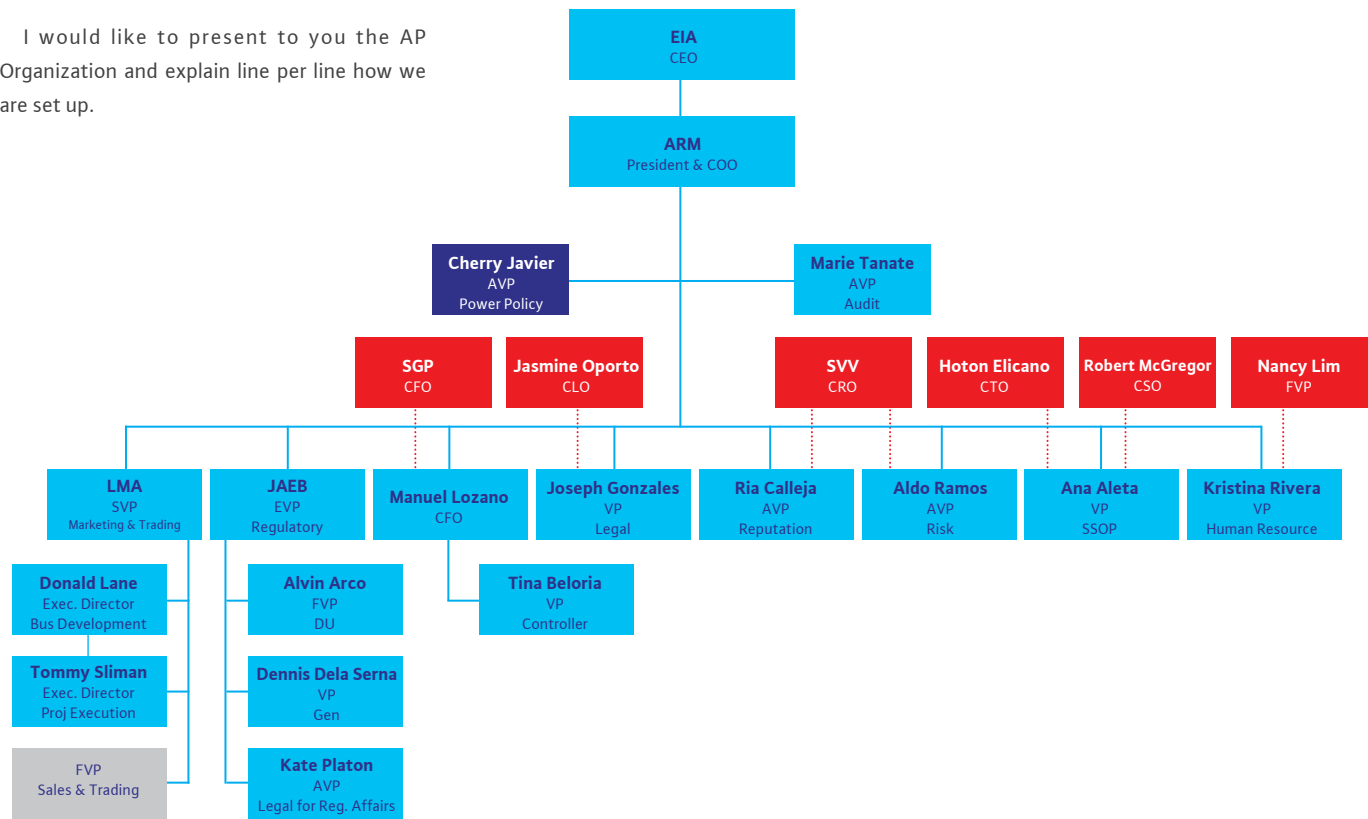 I would like to present to you the AP
Organization and explain line per line how we
are set up.
EIA
CEO
ARM
President & COO
Cherry Javier
AVP
Power Policy
Marie Tanate
AVP
Audit
SGP
CFO
Jasmine Oporto
CLO
SVV
CRO
Hoton Elicano
CTO
Robert McGregor
CSO
Nancy Lim
FVP
LMA
SVP
Marketing & Trading
JAEB
EVP
Regulatory
Manuel Lozano
CFO
Joseph Gonzales
VP
Legal
Ria Calleja
AVP
Reputation
Aldo Ramos
AVP
Risk
Ana Aleta
VP
SSOP
Kristina Rivera
VP
Human Resource
Donald Lane
Exec. Director
Bus Development
Alvin Arco
FVP
DU
Tina Beloria
VP
Controller
Tommy Sliman
Exec. Director
Proj Execution
Dennis Dela Serna
VP
Gen
FVP
Sales & Trading
Kate Platon
AVP
Legal for Reg. Affairs